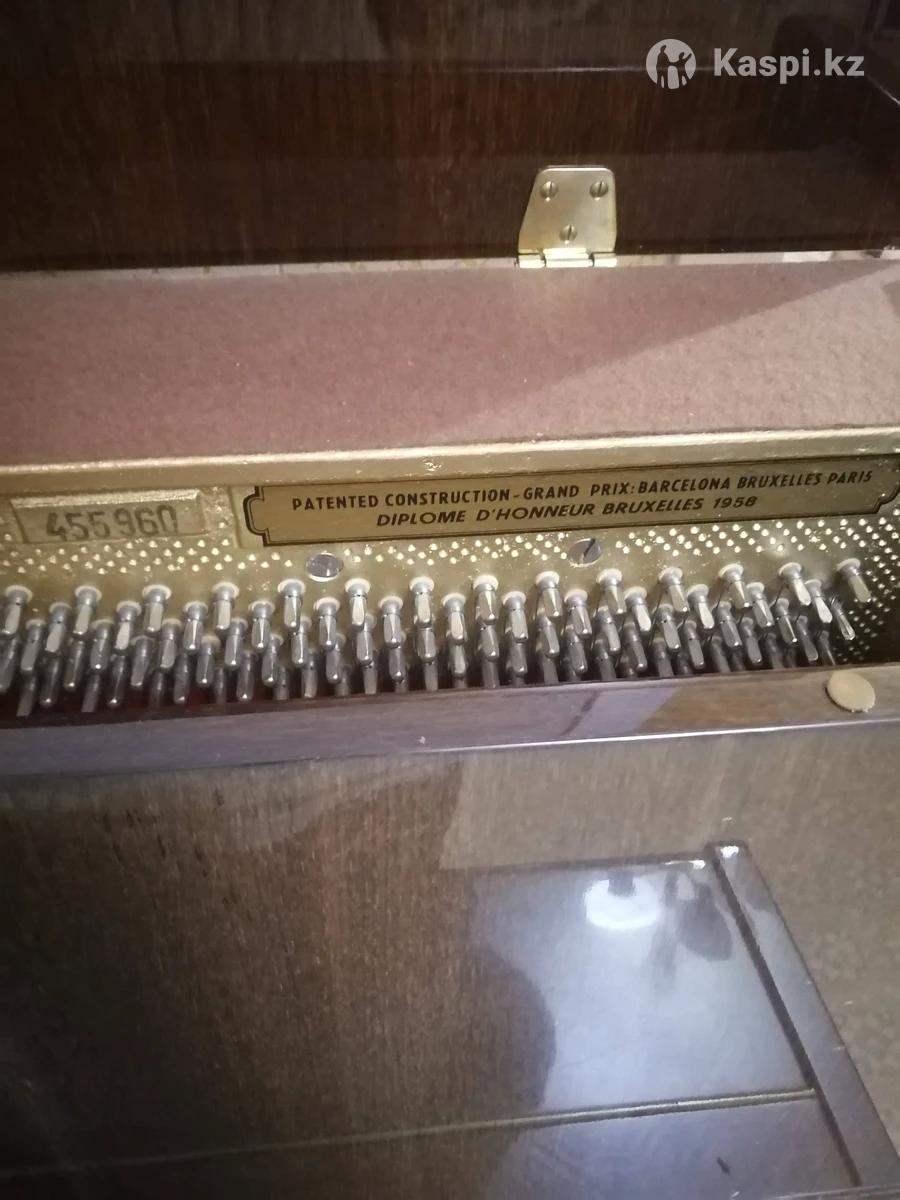 Kaspi.kz
455960
PATENTED CONSTRUCTION - GRAND PRIX: BARCELONA BRUXELLES PARIS
DIPLOME D'HONNEUR BRUXELLES 1958